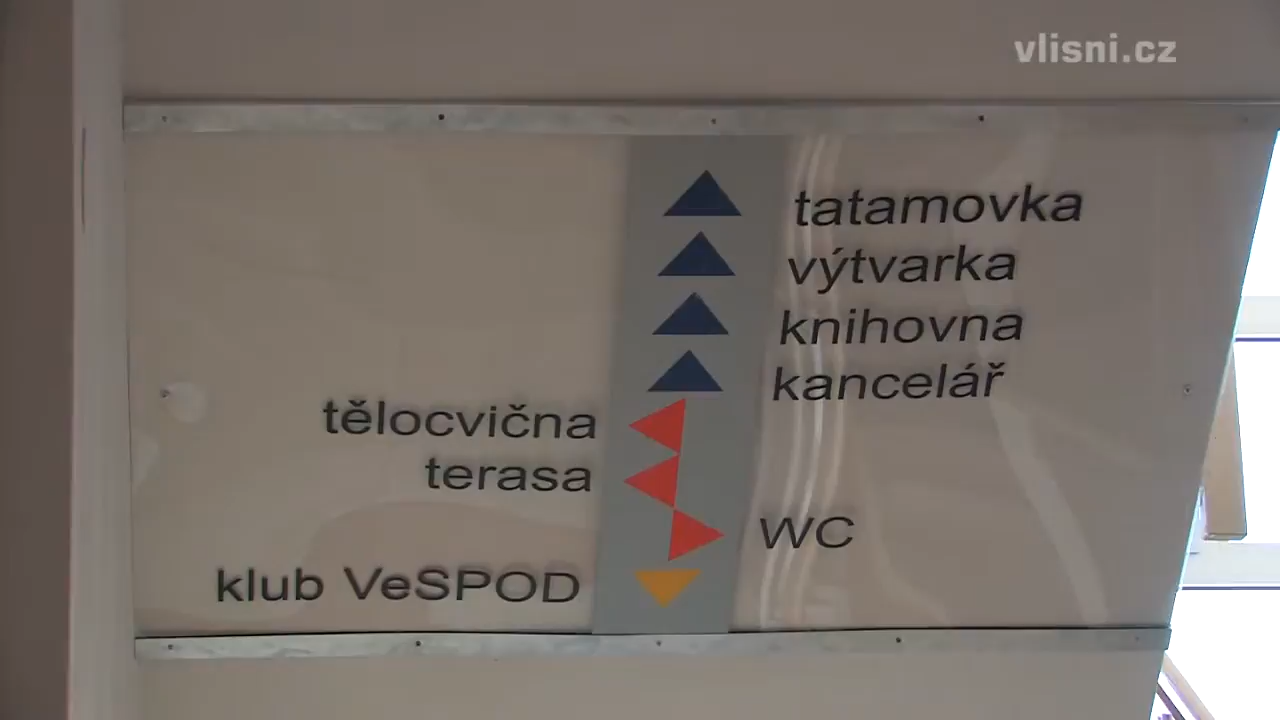 vlisni.cz
tatamovka
výtvarka
knihovna
kancelář
tělocvična
terasa
WC
klub VeSPOD